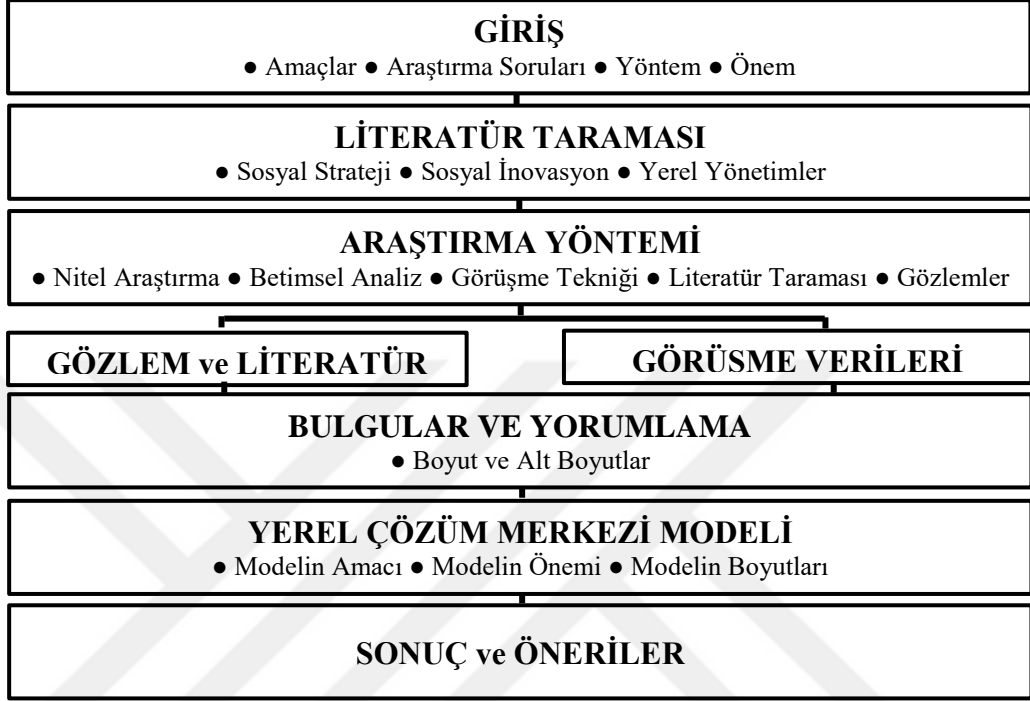 GİRİŞ
● Amaçlar ● Araştırma Soruları ● Yöntem ● Önem
LİTERATÜR TARAMASI
● Sosyal Strateji ● Sosyal İnovasyon ● Yerel Yönetimler
ARAŞTIRMA YÖNTEMİ
● Nitel Araştırma ● Betimsel Analiz ● Görüşme Tekniği ● Literatür Taraması ● Gözlemler
GÖZLEM ve LİTERATÜR
GÖRÜSME VERİLERİ
BULGULAR VE YORUMLAMA
● Boyut ve Alt Boyutlar
YEREL ÇÖZÜM MERKEZİ MODELİ
● Modelin Amacı ● Modelin Önemi ● Modelin Boyutları
SONUÇ ve ÖNERİLER